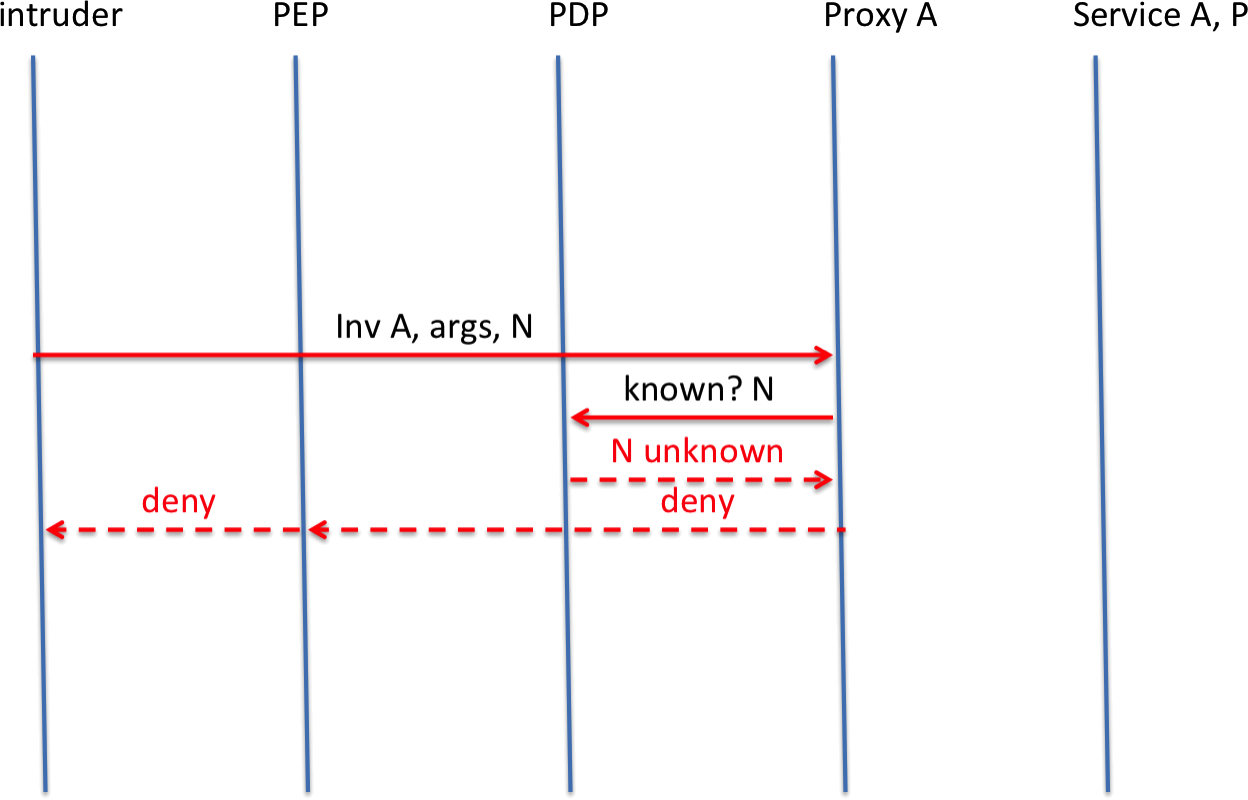 intruder PEP PDP Proxy A Service A, P
Inv A, args, N
known? N
N unknown
deny deny